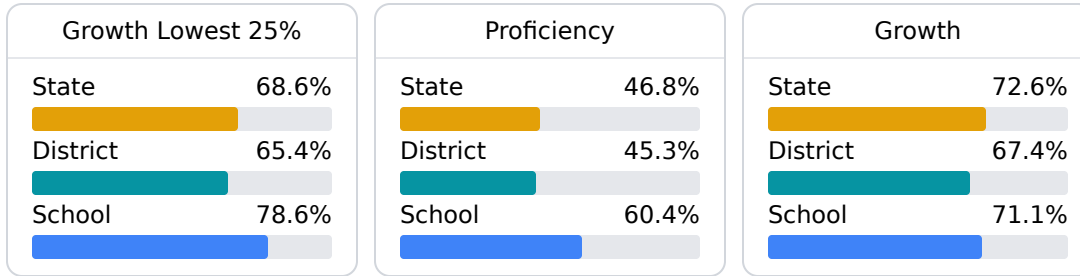 Growth Lowest 25%
State 68.6%
District 65.4%
School 78.6%
Proficiency
State 46.8%
District 45.3%
School 60.4%
Growth
State 72.6%
District 67.4%
School 71.1%